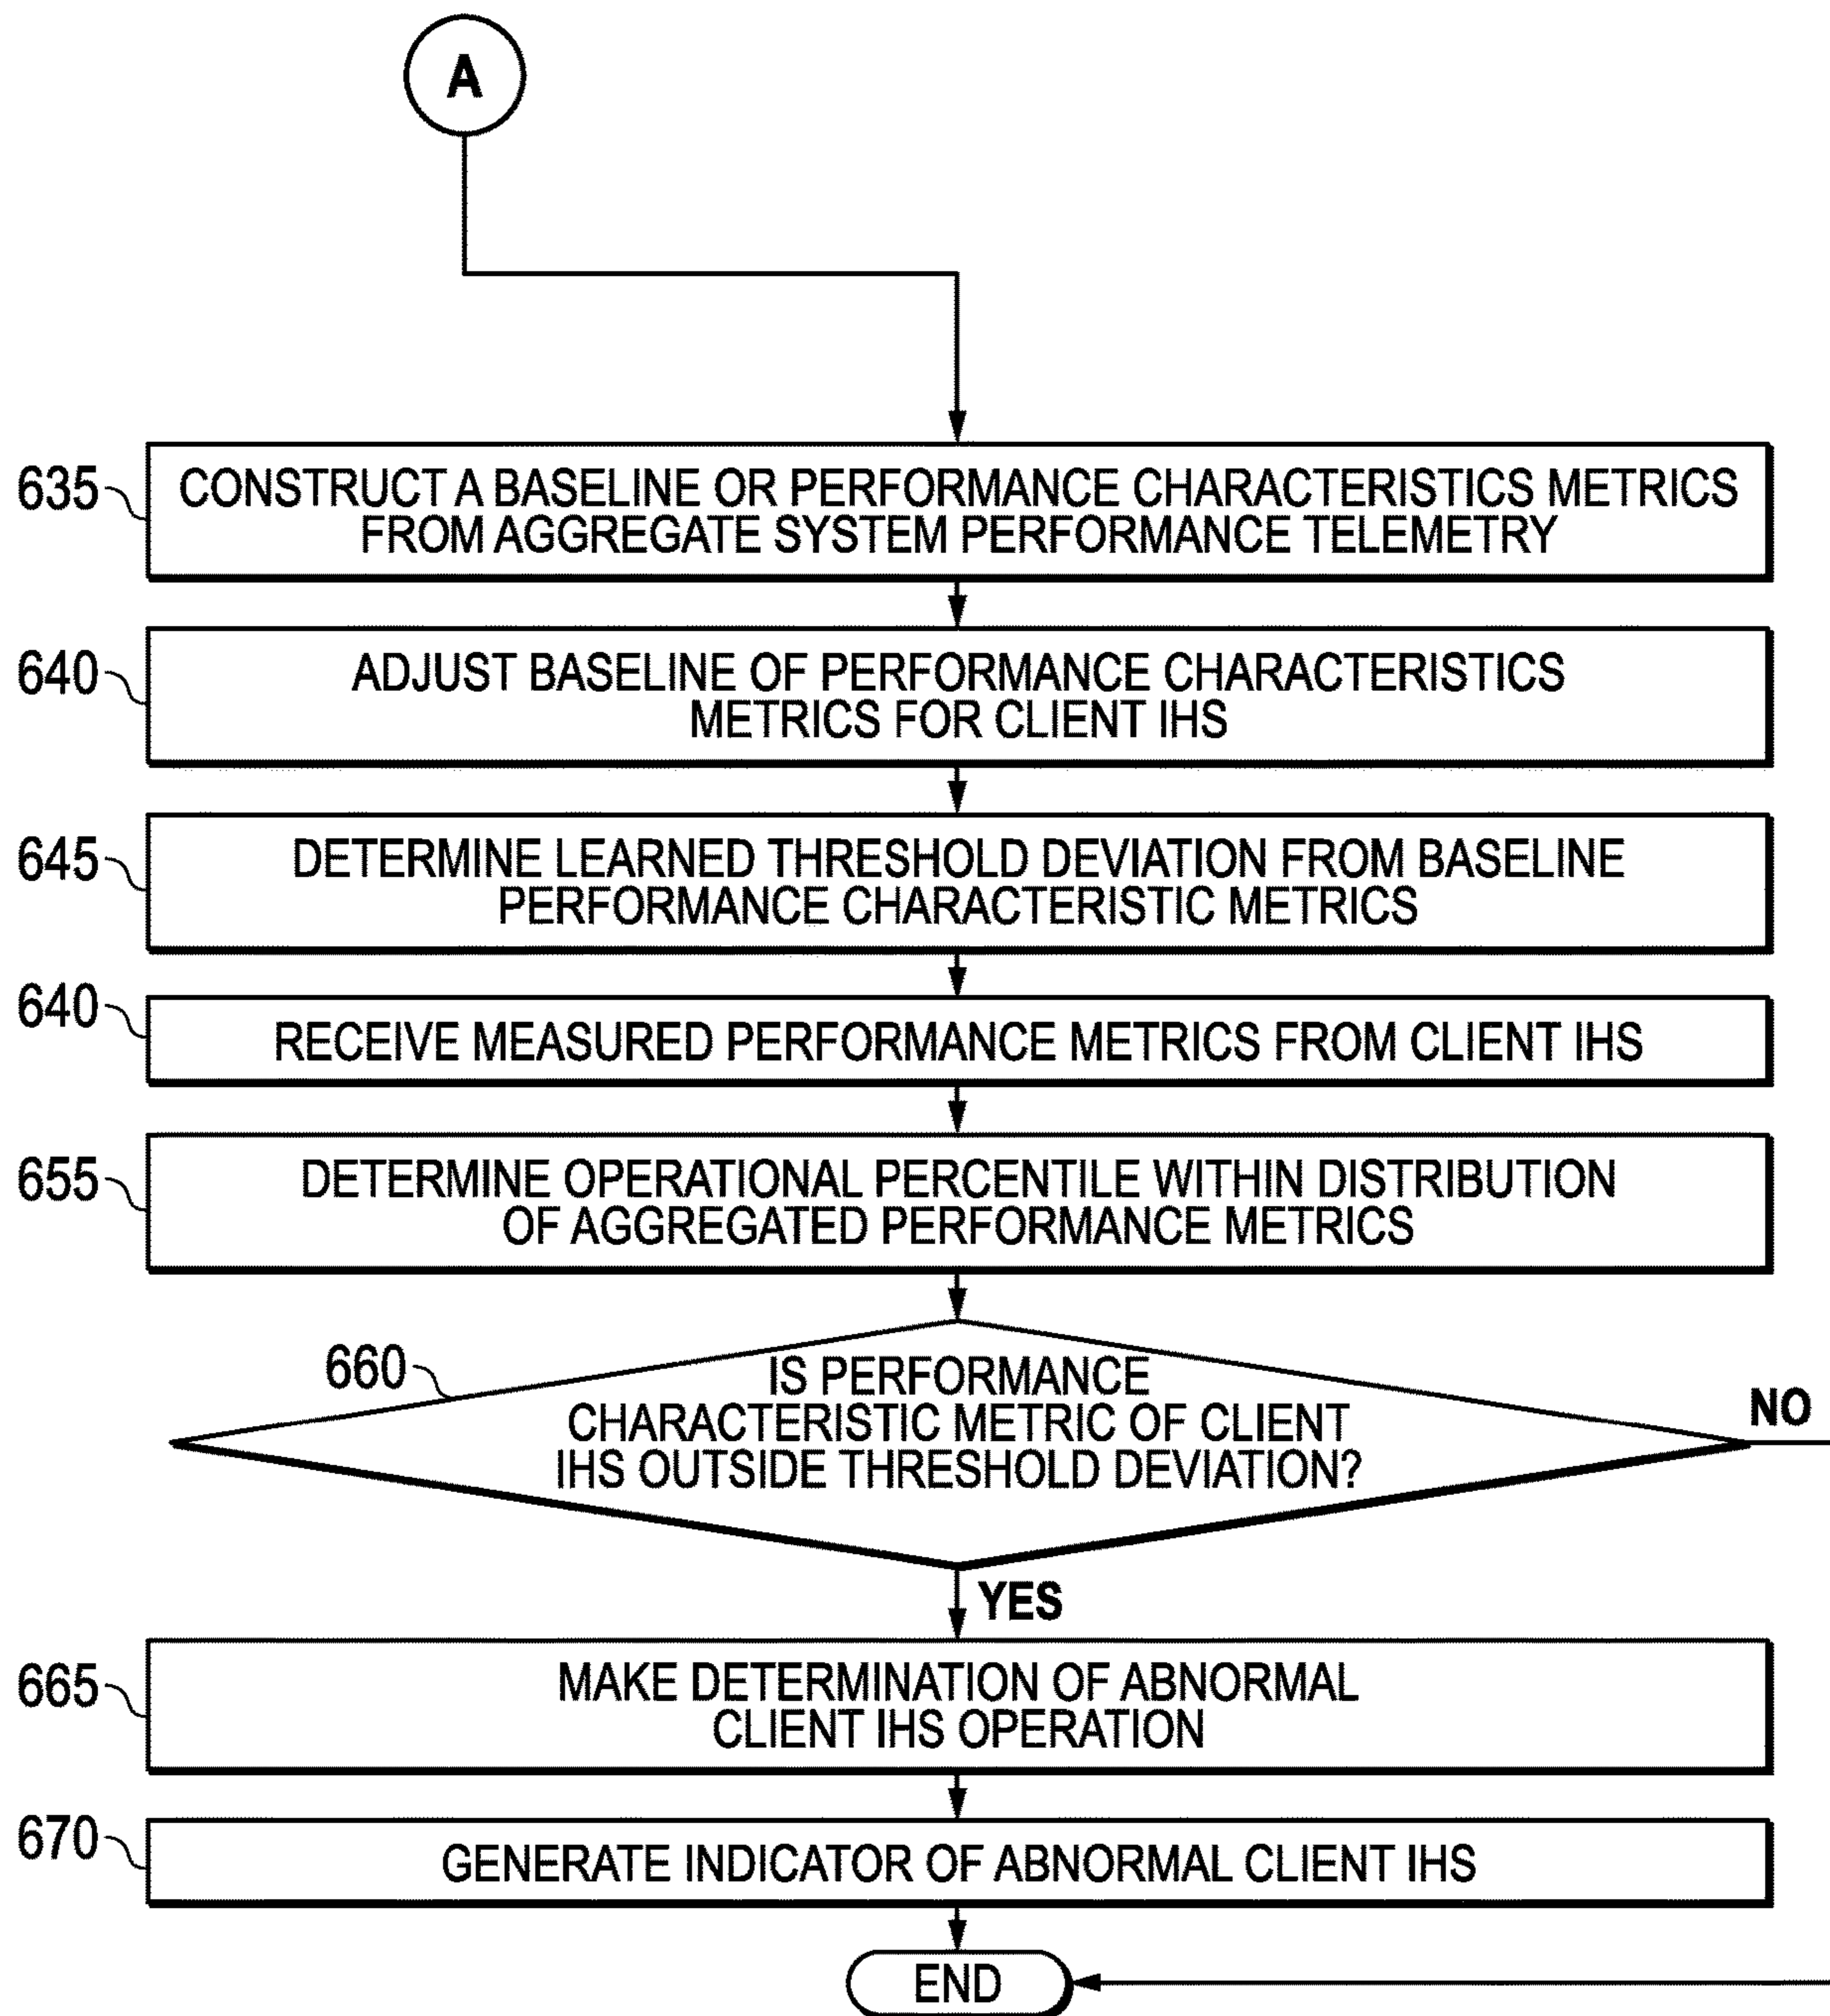 A
635
CONSTRUCT A BASELINE OR PERFORMANCE CHARACTERISTICS METRICS
FROM AGGREGATE SYSTEM PERFORMANCE TELEMETRY
640
ADJUST BASELINE OF PERFORMANCE CHARACTERISTICS
METRICS FOR CLIENT IHS
645
DETERMINE LEARNED THRESHOLD DEVIATION FROM BASELINE
PERFORMANCE CHARACTERISTIC METRICS
640
RECEIVE MEASURED PERFORMANCE METRICS FROM CLIENT IHS
655
DETERMINE OPERATIONAL PERCENTILE WITHIN DISTRIBUTION
OF AGGREGATED PERFORMANCE METRICS
660
IS PERFORMANCE
CHARACTERISTIC METRIC OF CLIENT
IHS OUTSIDE THRESHOLD DEVIATION?
NO
YES
665
MAKE DETERMINATION OF ABNORMAL
CLIENT IHS OPERATION
670
GENERATE INDICATOR OF ABNORMAL CLIENT IHS
END